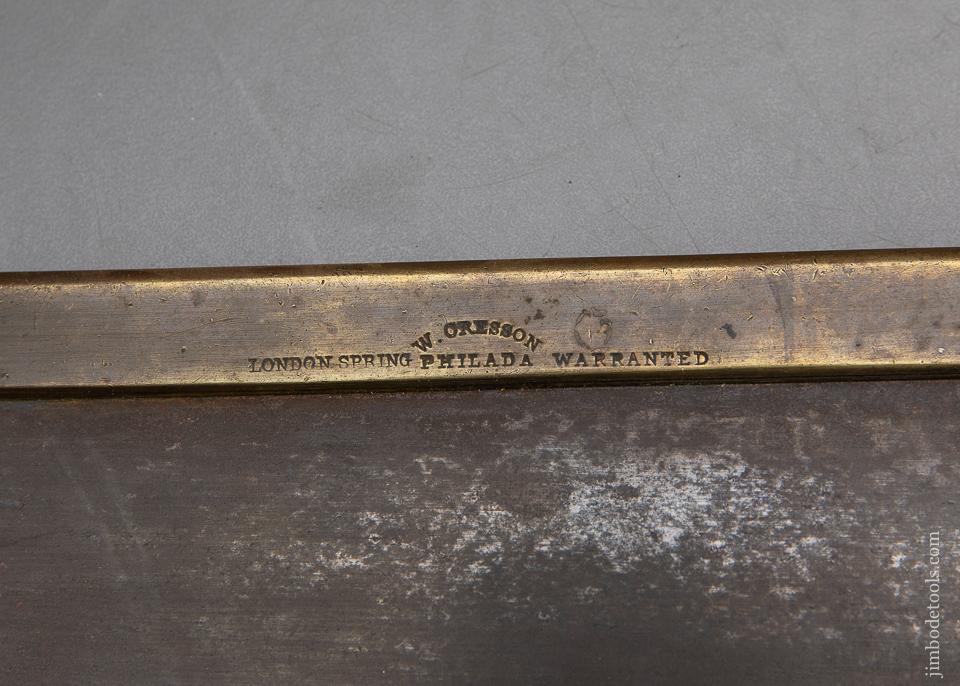 W. CRESSON
LONDON SPRING PHILADA WARRANTED
jimbodetools.com